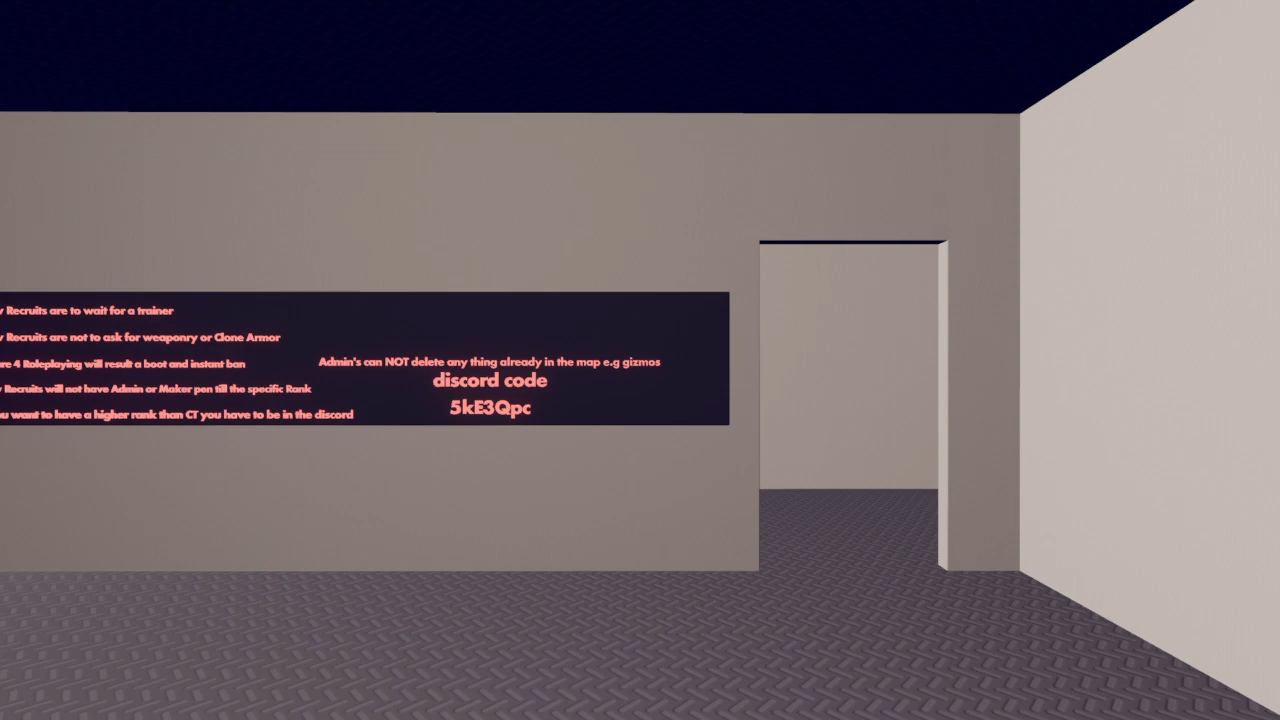 Recruits are to wait for a trainer
Recruits are not to ask for weaponry or Clone Armor
4 Roleplaying will result a boot and instant ban
Recruits will not have Admin or Maker pen till the specific Rank
want to have a higher rank than CT you have to be in the discord
Admin's can NOT delete any thing already in the map e.g gizmos
discord code
5kE3Qpc